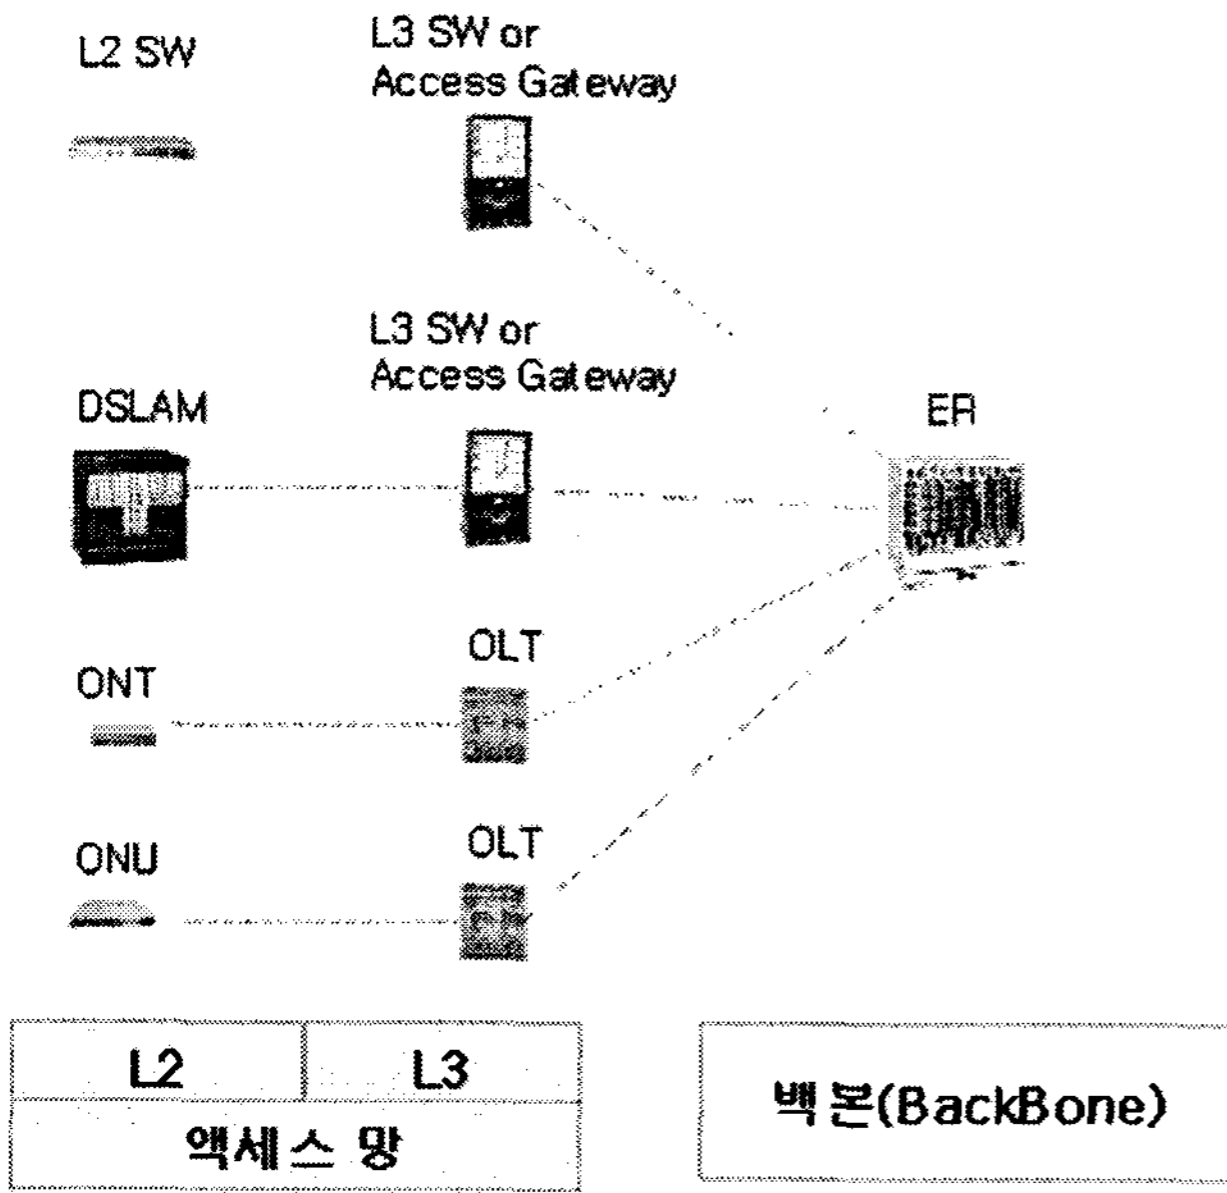 L2 SW
L3 SW or
Access Gateway
L3 SW or
Access Gateway
DSLAM
ER
OLT
ONT
OLT
ONU
L2
L3
백본(BackBone)
액세스 망